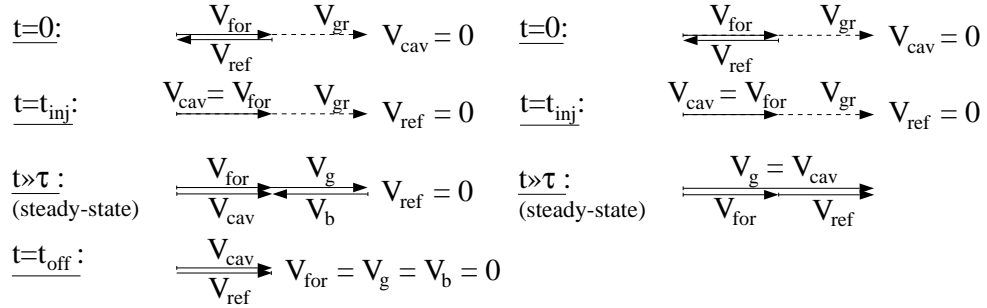 t=0: V_for V_gr V_ref V_cav = 0
t=t_inj: V_cav = V_for V_gr V_ref = 0
t»τ: V_for V_g V_cav V_b V_ref = 0
(steady-state)
t=t_off: V_cav V_ref V_for = V_g = V_b = 0
t=0: V_for V_gr V_ref V_cav = 0
t=t_inj: V_cav = V_for V_gr V_ref = 0
t»τ: V_g = V_cav V_for V_ref
(steady-state)